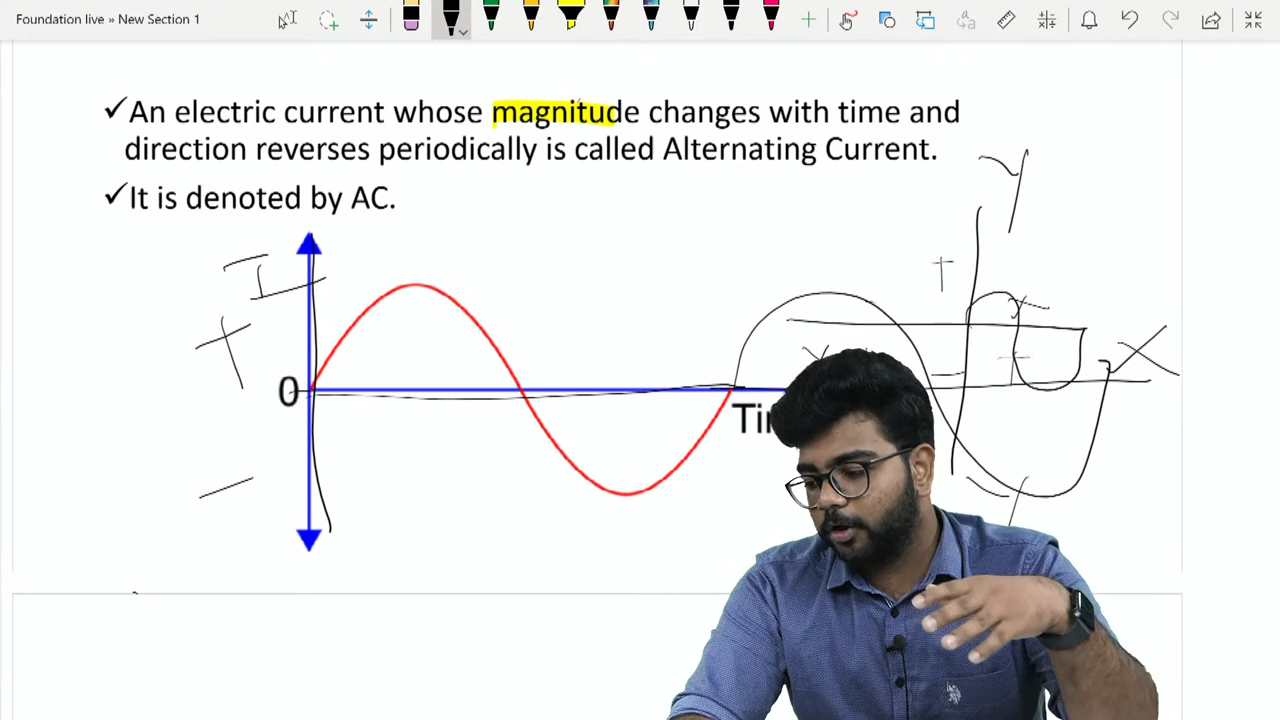 Foundation live » New Section 1
✓An electric current whose magnitude changes with time and
direction reverses periodically is called Alternating Current.
✓It is denoted by AC.
Y
I
+
+
0
X
−